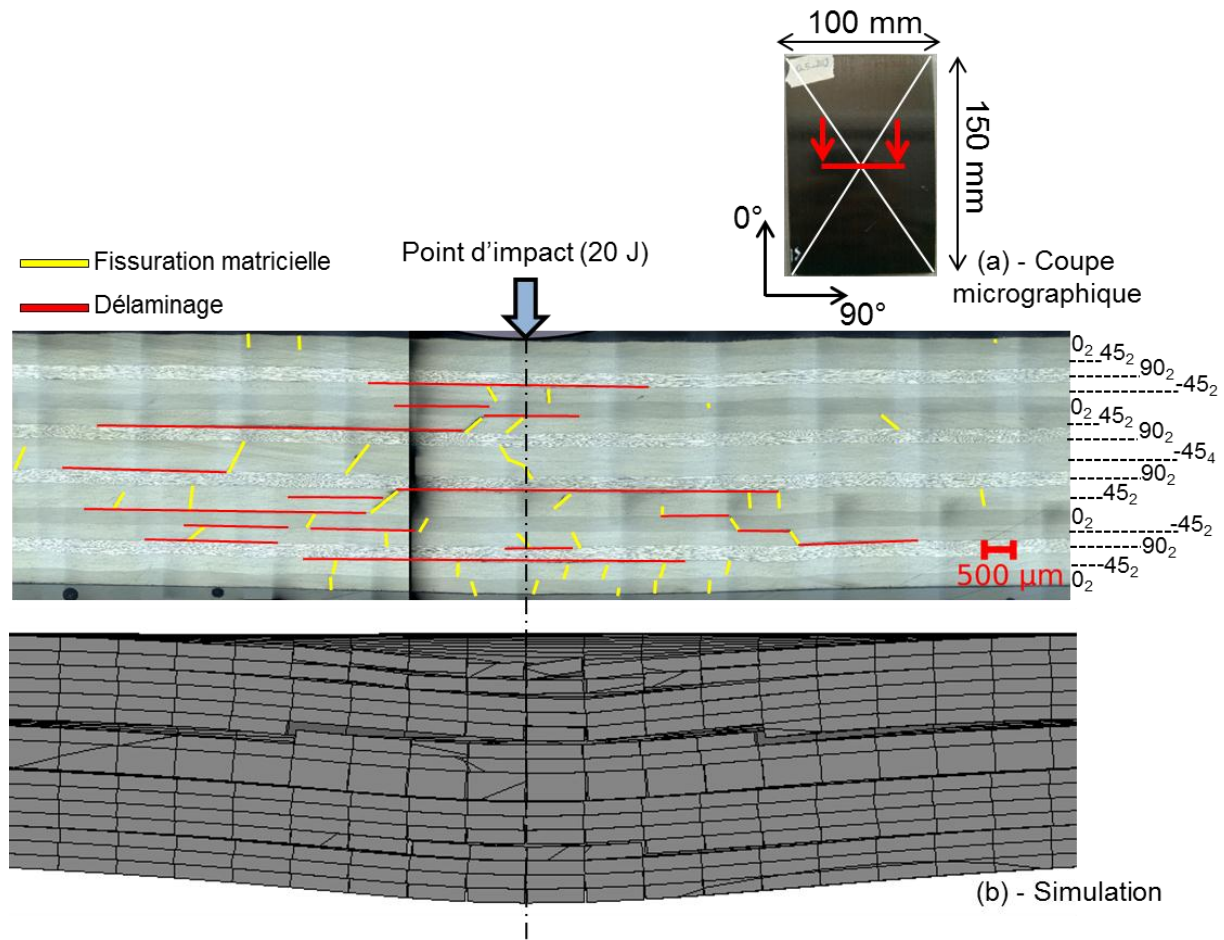 100 mm
150 mm
0°
90°
(a) - Coupe
micrographique
Fissuration matricielle
Délaminage
Point d’impact (20 J)
0₂ 45₂
90₂
-45₂
0₂ 45₂
90₂
-45₄
90₂
45₂
0₂
-45₂
90₂
-45₂
0₂
500 µm
(b) - Simulation